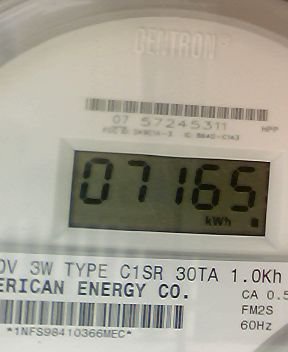 CENTRON®
07 57245311
HPP
07165
kWh
0V 3W TYPE C1SR 30TA 1.0Kh
ERICAN ENERGY CO.
CA 0.5
FM2S
60Hz
*1NFS98410366MEC*